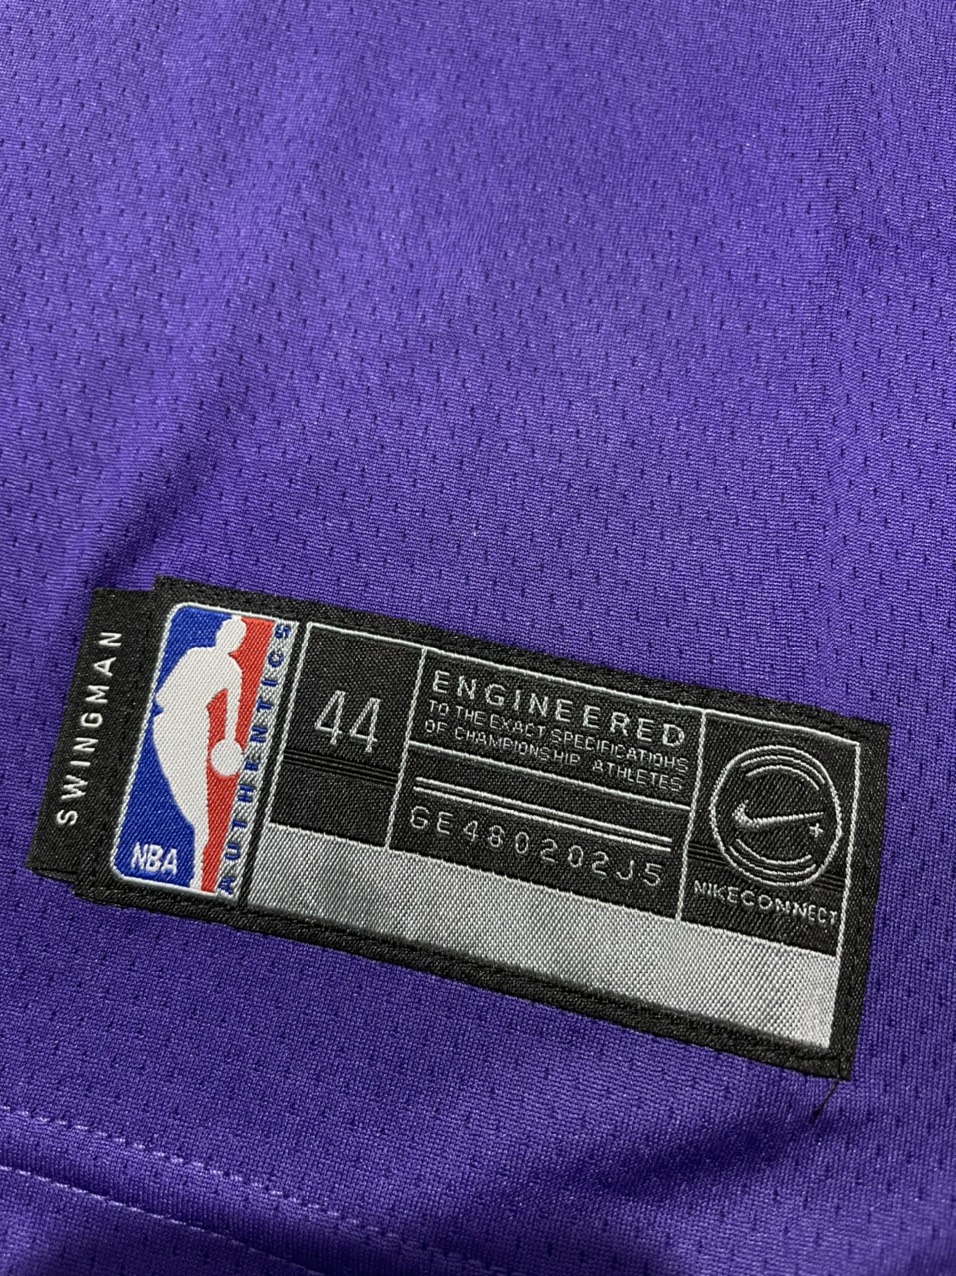 SWINGMAN
NBA
AUTHENTICS
44
ENGINEERED
TO THE EXACT SPECIFICATIONS
OF CHAMPIONSHIP ATHLETES
GE480202J5
NIKECONNECT